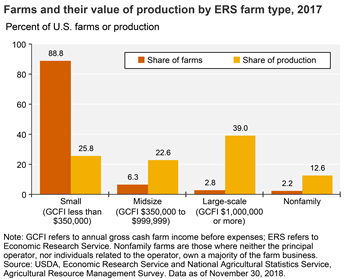 Farms and their value of production by ERS farm type, 2017
Percent of U.S. farms or production
100
80
60
40
20
0
Share of farms
Share of production
88.8
25.8
6.3
22.6
2.8
39.0
2.2
12.6
Small
(GCFI less than
$350,000)
Midsize
(GCFI $350,000 to
$999,999)
Large-scale
(GCFI $1,000,000
or more)
Nonfamily
Note: GCFI refers to annual gross cash farm income before expenses; ERS refers to
Economic Research Service. Nonfamily farms are those where neither the principal
operator, nor individuals related to the operator, own a majority of the farm business.
Source: USDA, Economic Research Service and National Agricultural Statistics Service,
Agricultural Resource Management Survey. Data as of November 30, 2018.